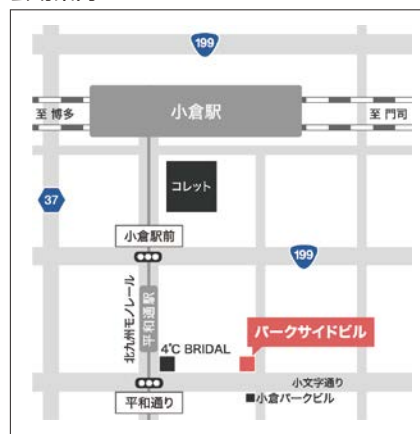 199
小倉駅
至 博多
至 門司
コレット
37
小倉駅前
199
北九州モノレール
平和通駅
4℃ BRIDAL
パークサイドビル
小文字通り
■小倉パークビル
平和通り